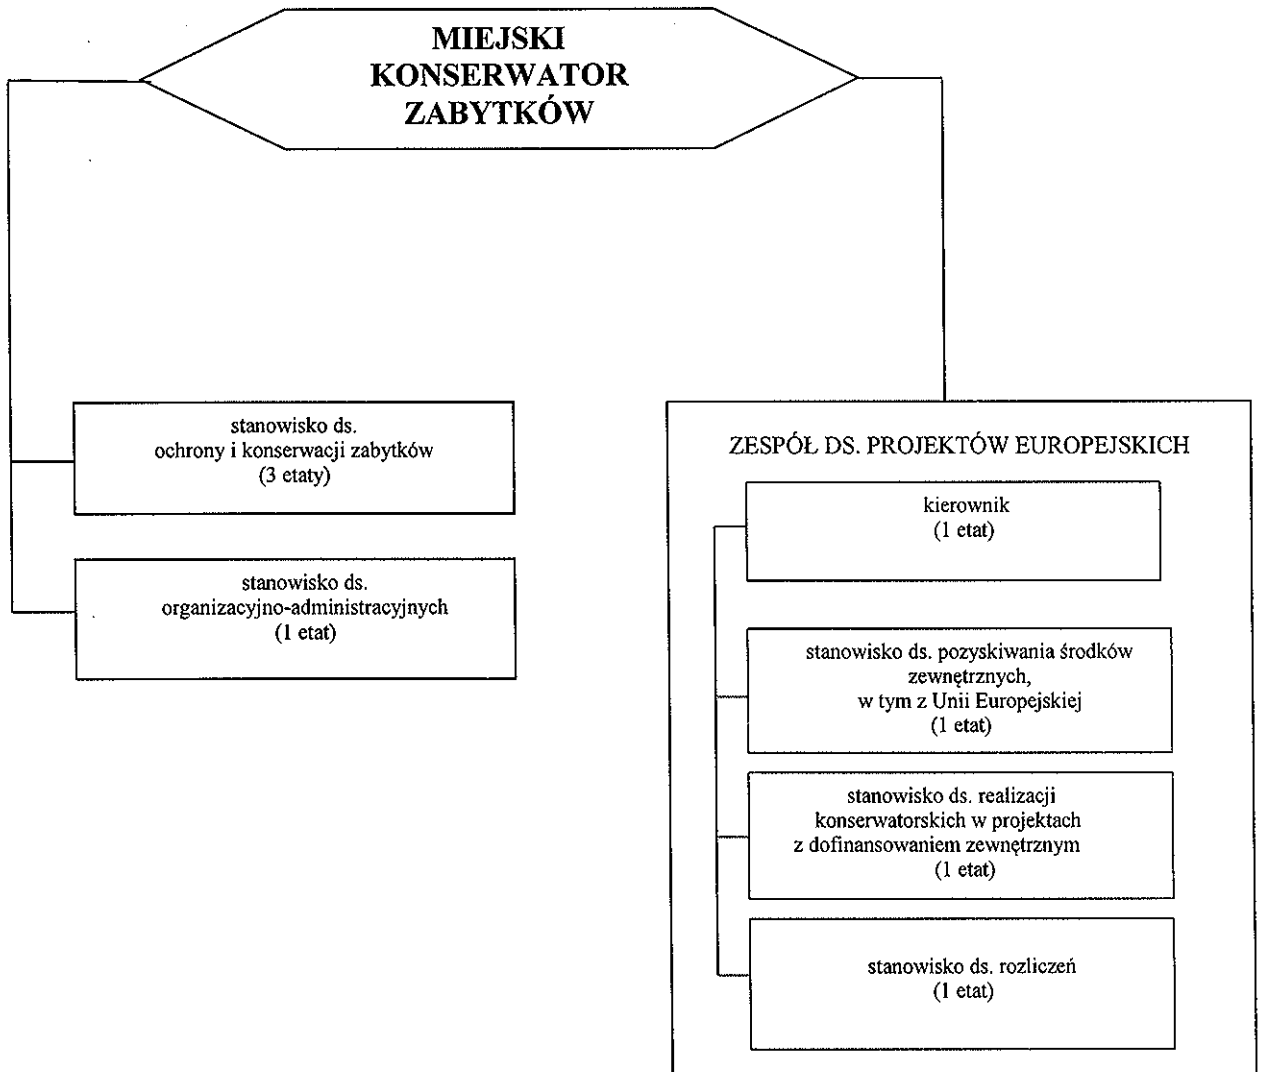 MIEJSKI
KONSERWATOR
ZABYTKÓW
stanowisko ds.
ochrony i konserwacji zabytków
(3 etaty)
stanowisko ds.
organizacyjno-administracyjnych
(1 etat)
ZESPÓŁ DS. PROJEKTÓW EUROPEJSKICH
kierownik
(1 etat)
stanowisko ds. pozyskiwania środków
zewnętrznych,
w tym z Unii Europejskiej
(1 etat)
stanowisko ds. realizacji
konserwatorskich w projektach
z dofinansowaniem zewnętrznym
(1 etat)
stanowisko ds. rozliczeń
(1 etat)